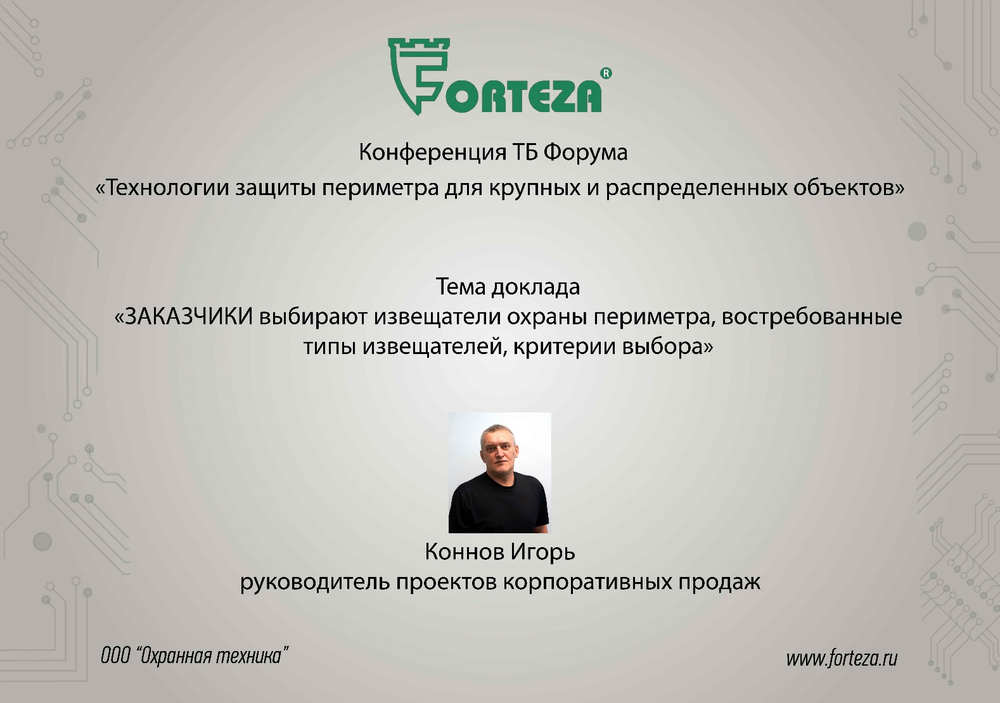 FORTEZA®
Конференция ТБ Форума
«Технологии защиты периметра для крупных и распределенных объектов»
Тема доклада
«ЗАКАЗЧИКИ выбирают извещатели охраны периметра, востребованные
типы извещателей, критерии выбора»
Коннов Игорь
руководитель проектов корпоративных продаж
ООО “Охранная техника”
www.forteza.ru